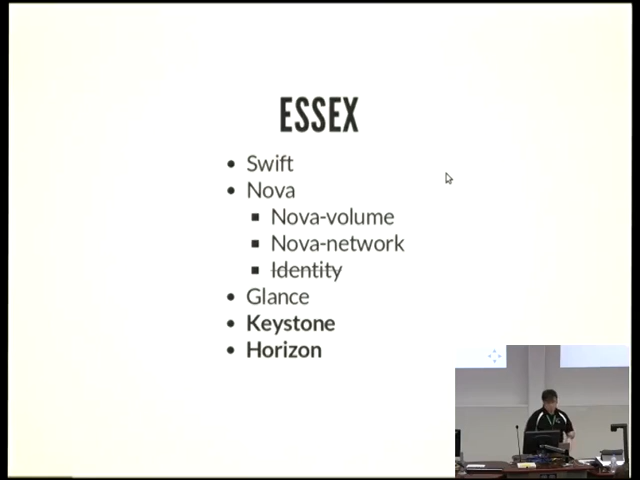 ESSEX
Swift
Nova
Nova-volume
Nova-network
Identity
Glance
Keystone
Horizon